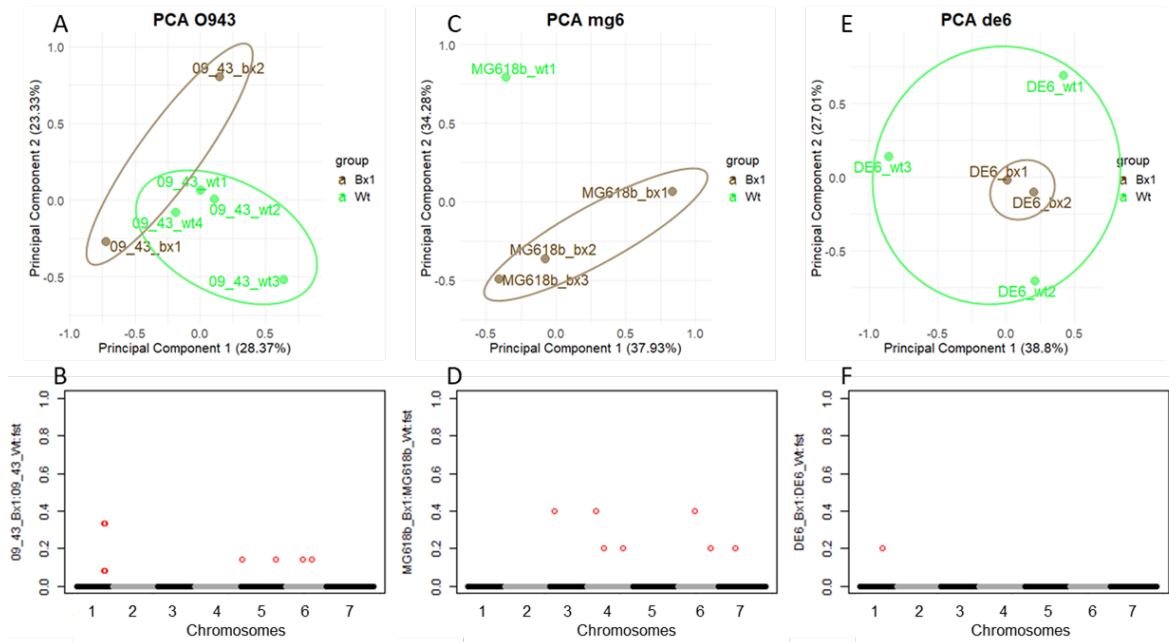 A
PCA O943
1.0
0.5
0.0
-0.5
Principal Component 2 (23.33%)
09_43_bx2
09_43_wt1
09_43_wt2
09_43_wt4
09_43_bx1
09_43_wt3
group
a Bx1
a Wt
-1.0 -0.5 0.0 0.5
Principal Component 1 (28.37%)
C
PCA mg6
1.0
0.5
0.0
-0.5
Principal Component 2 (34.28%)
MG618b_wt1
MG618b_bx1
MG618b_bx2
MG618b_bx3
group
a Bx1
a Wt
-0.5 0.0 0.5 1.0
Principal Component 1 (37.93%)
E
PCA de6
0.5
0.0
-0.5
Principal Component 2 (27.01%)
DE6_wt1
DE6_wt3
DE6_bx1
DE6_bx2
DE6_wt2
group
a Bx1
a Wt
-1.0 -0.5 0.0 0.5
Principal Component 1 (38.8%)
B
1.0
0.8
0.6
0.4
0.2
0.0
09_43_Bx1:09_43_Wt:fst
1 2 3 4 5 6 7
Chromosomes
D
1.0
0.8
0.6
0.4
0.2
0.0
MG618b_Bx1:MG618b_Wt:fst
1 2 3 4 5 6 7
Chromosomes
F
1.0
0.8
0.6
0.4
0.2
0.0
DE6_Bx1:DE6_Wt:fst
1 2 3 4 5 6 7
Chromosomes